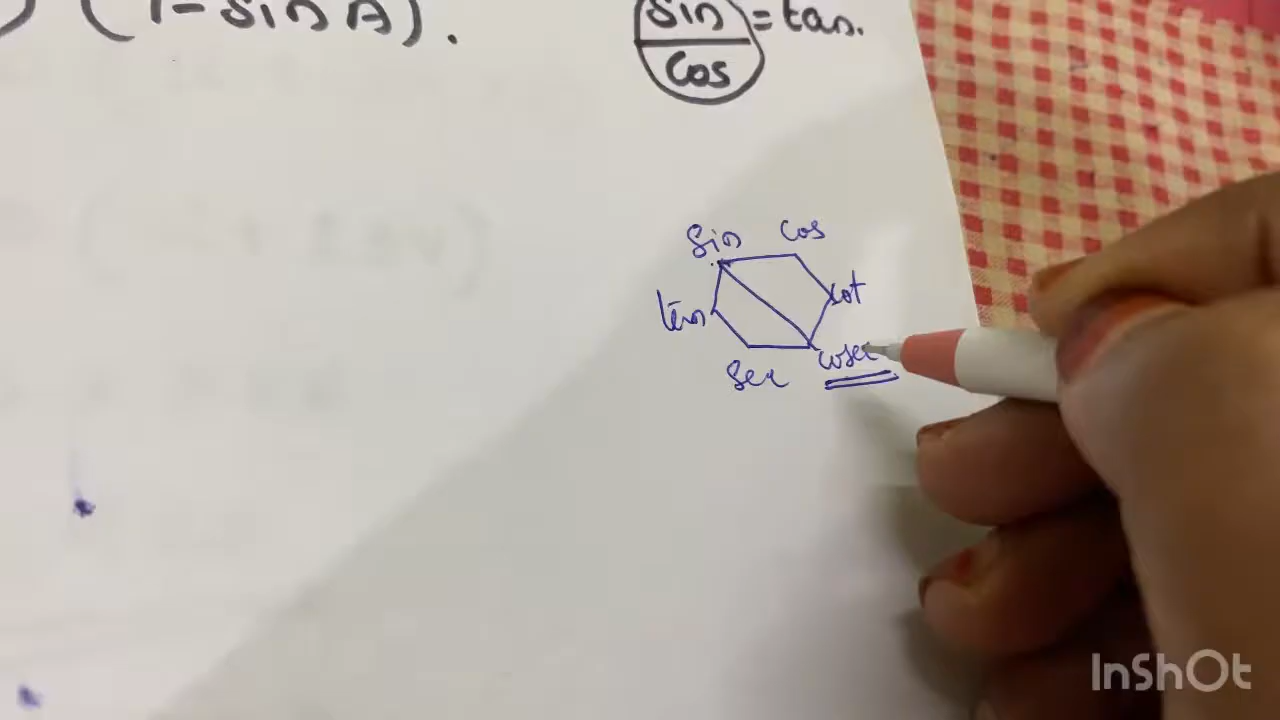 ) (1 - Sin A).
Sin = tan.
Cos
Sin Cos
tan Cot
Sec Cosec
InShOt